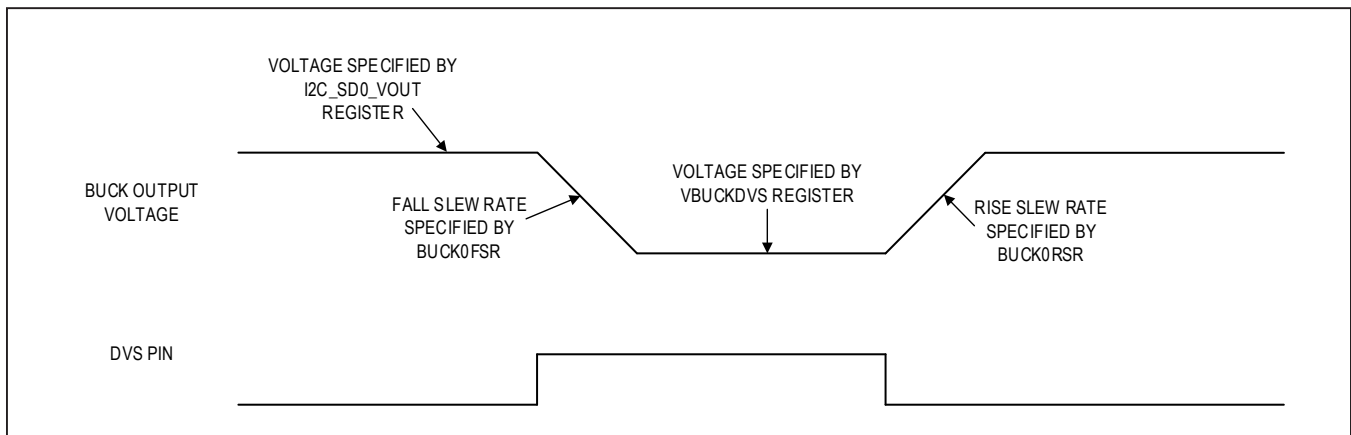 VOLTAGE SPECIFIED BY
I2C_SD0_VOUT
REGISTER
BUCK OUTPUT
VOLTAGE
FALL SLEW RATE
SPECIFIED BY
BUCK0FSR
VOLTAGE SPECIFIED BY
VBUCKDVS REGISTER
RISE SLEW RATE
SPECIFIED BY
BUCK0RSR
DVS PIN